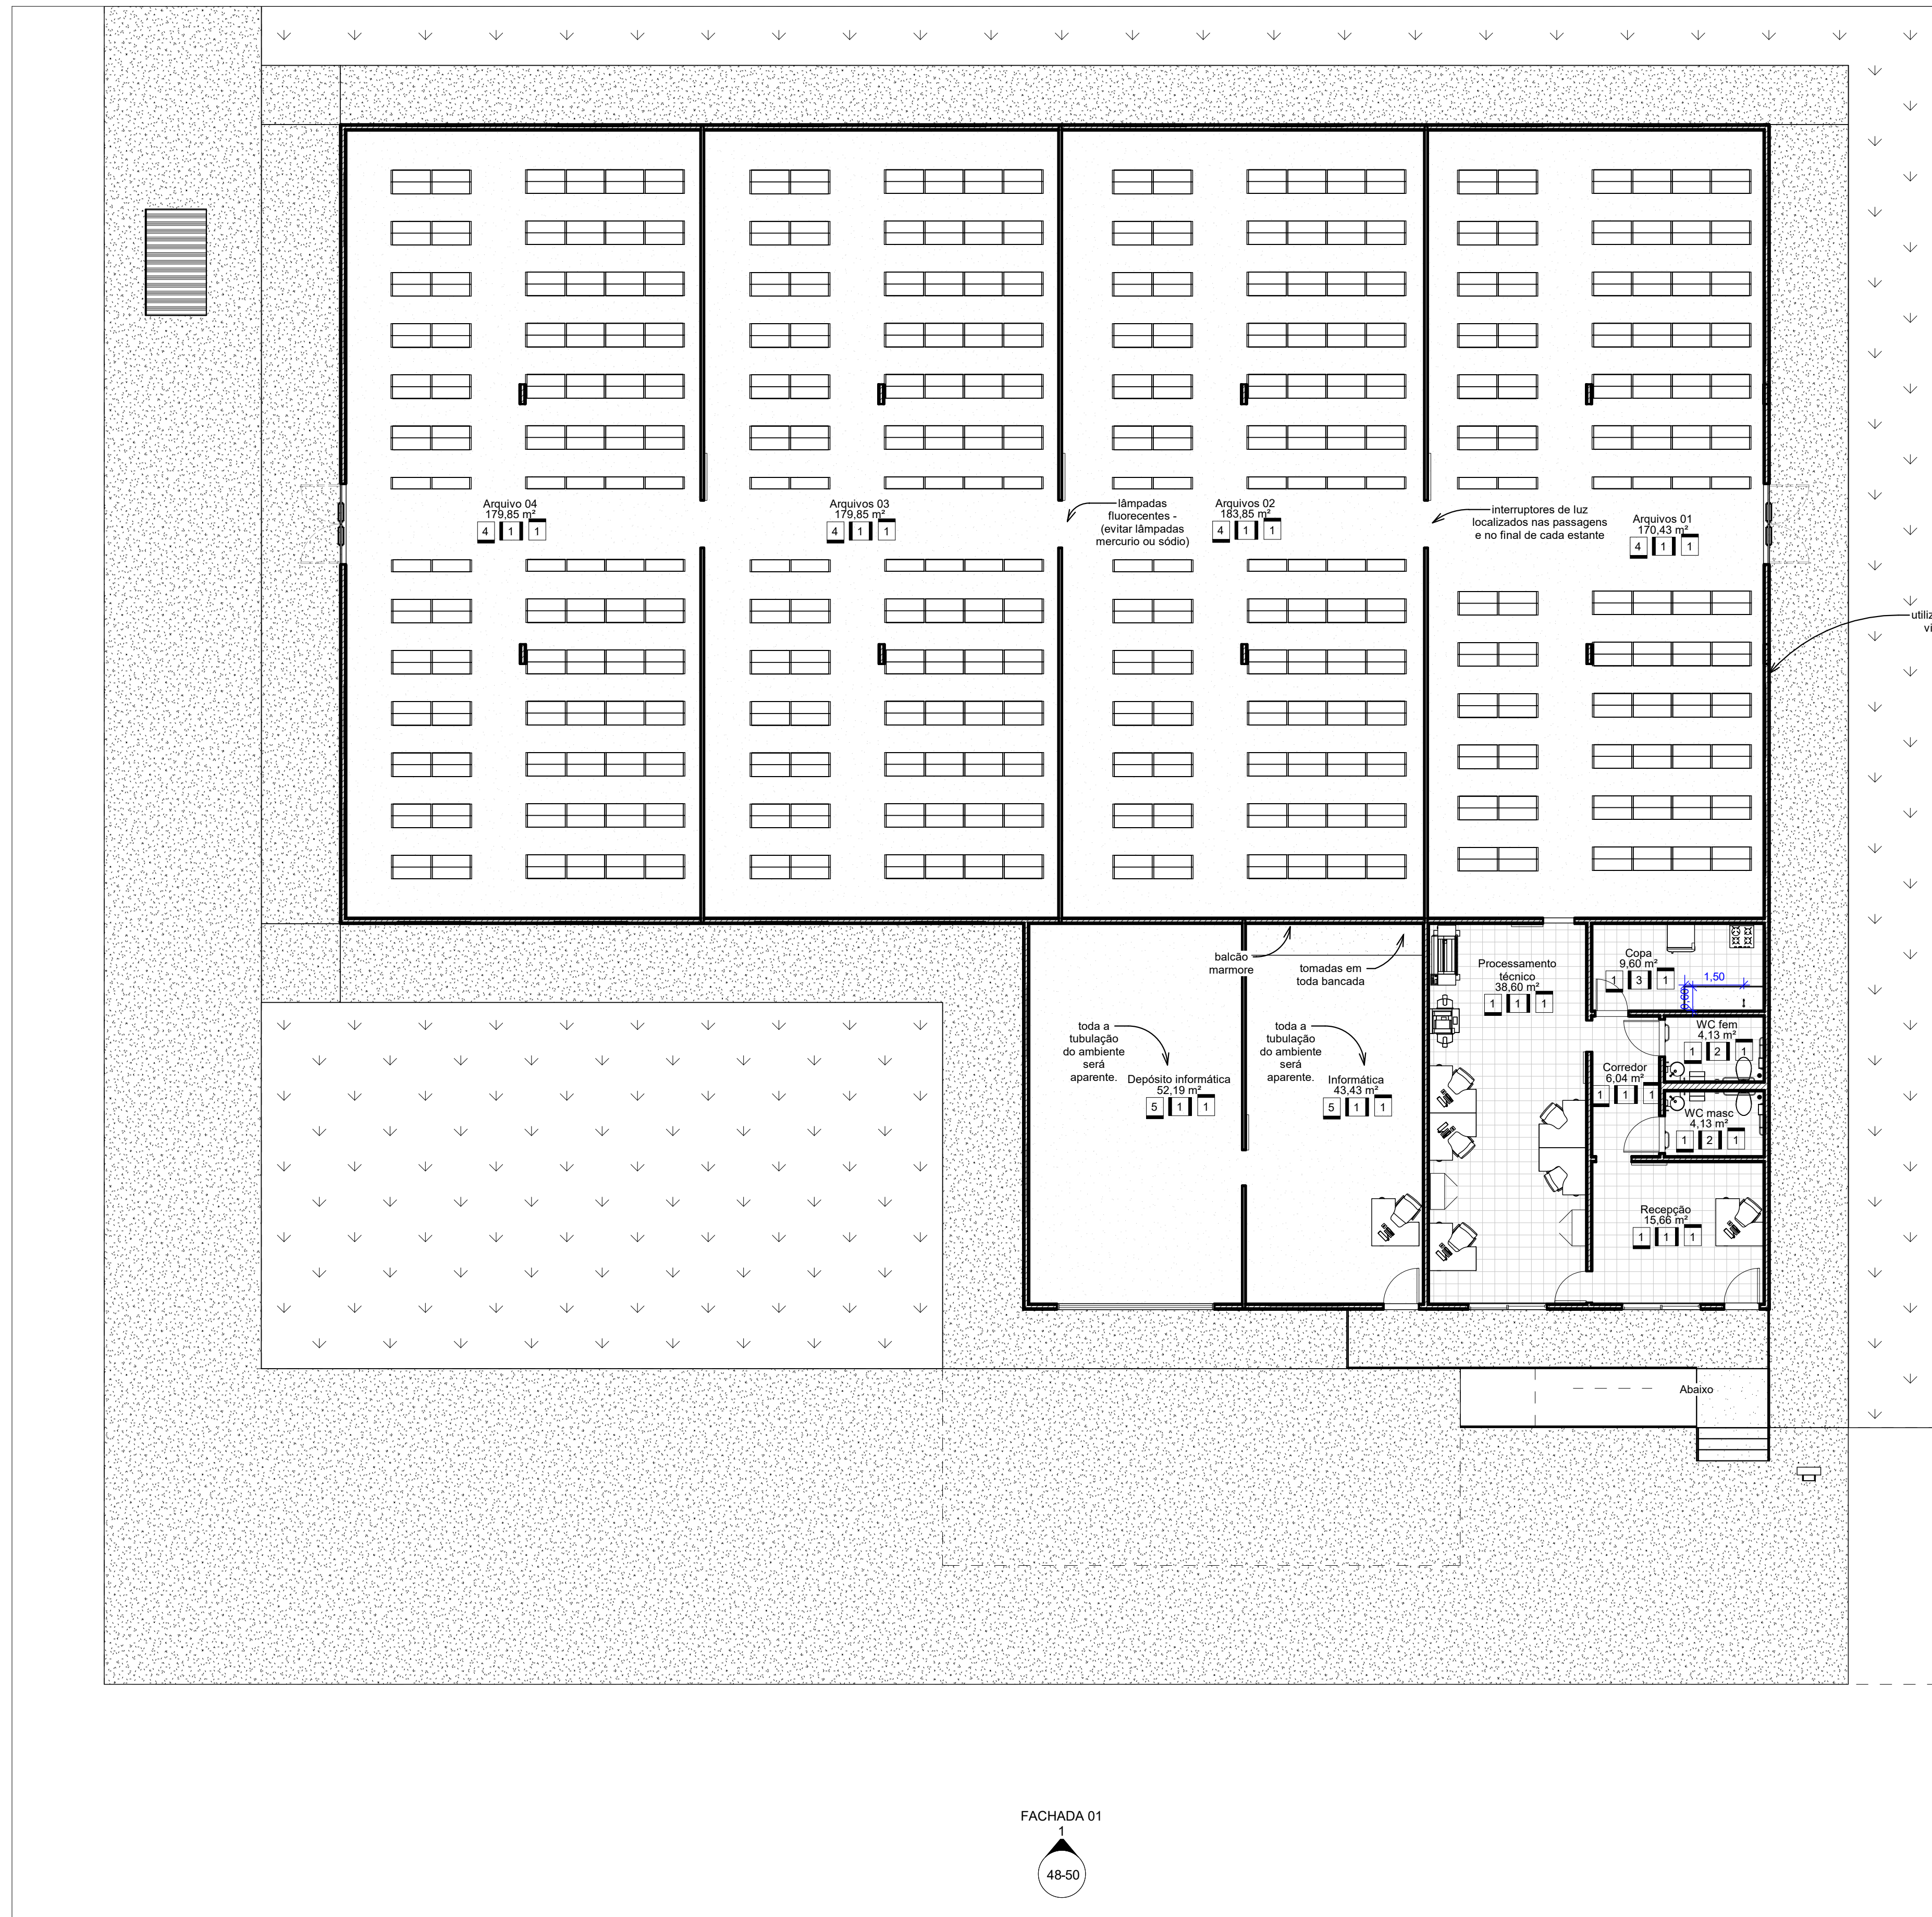 Arquivo 04
179,85 m²
4 1 1
Arquivos 03
179,85 m²
4 1 1
lâmpadas
fluorecentes -
(evitar lâmpadas
mercurio ou sódio)
Arquivos 02
183,85 m²
4 1 1
interruptores de luz
localizados nas passagens
e no final de cada estante
Arquivos 01
170,43 m²
4 1 1
balcão
marmore
tomadas em
toda bancada
Processamento
técnico
38,60 m²
1 1 1
Copa
9,60 m²
1 3 1
1,50
0,60
toda a
tubulação
do ambiente
será
aparente.
Depósito informática
52,19 m²
5 1 1
toda a
tubulação
do ambiente
será
aparente.
Informática
43,43 m²
5 1 1
WC fem
4,13 m²
1 2 1
Corredor
6,04 m²
1 1 1
WC masc
4,13 m²
1 2 1
Recepção
15,66 m²
1 1 1
Abaixo
FACHADA 01
1
48-50